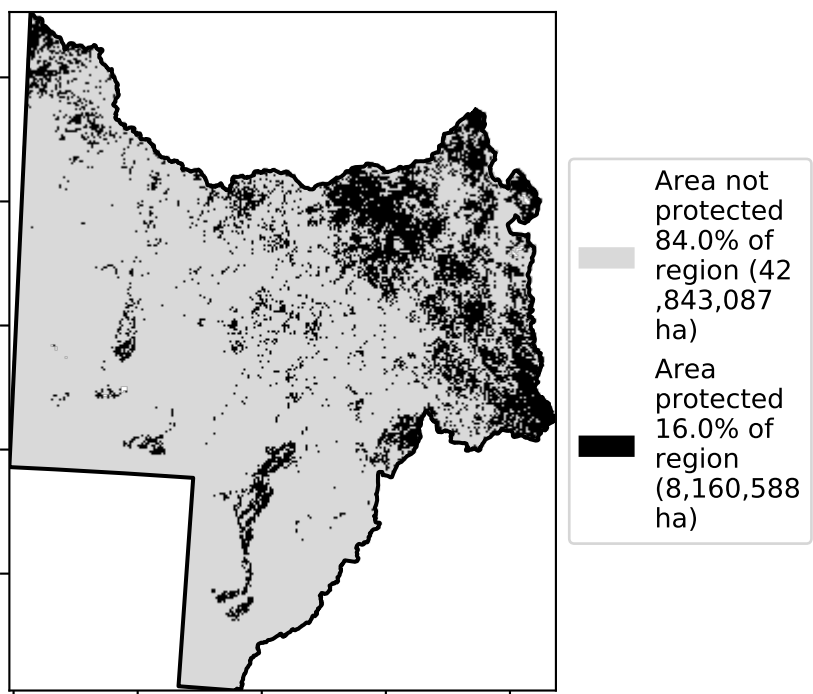 Area not
protected
84.0% of
region (42
,843,087
ha)
Area
protected
16.0% of
region
(8,160,588
ha)